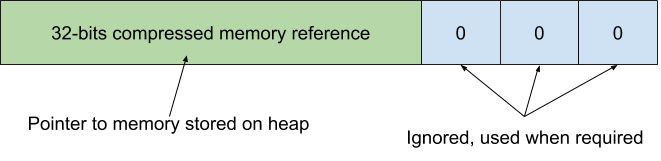 32-bits compressed memory reference
0
0
0
Pointer to memory stored on heap
Ignored, used when required